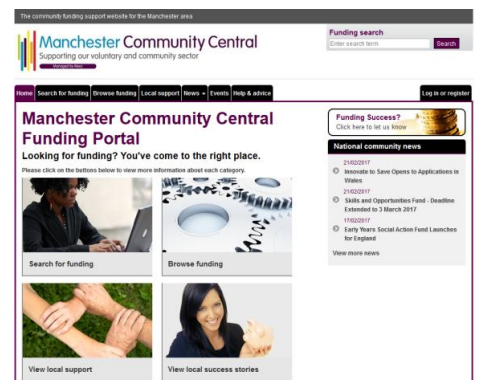 The community funding support website for the Manchester area
Manchester Community Central
Supporting our voluntary and community sector
Managed by Macc
Funding search
Enter search term
Search
Home
Search for funding
Browse funding
Local support
News
Events
Help & advice
Log in or register
Manchester Community Central
Funding Portal
Looking for funding? You've come to the right place.
Please click on the buttons below to view more information about each category.
Search for funding
Browse funding
View local support
View local success stories
Funding Success?
Click here to let us know
National community news
21/02/2017
Innovate to Save Opens to Applications in
Wales
21/02/2017
Skills and Opportunities Fund - Deadline
Extended to 3 March 2017
17/02/2017
Early Years Social Action Fund Launches
for England
View more news